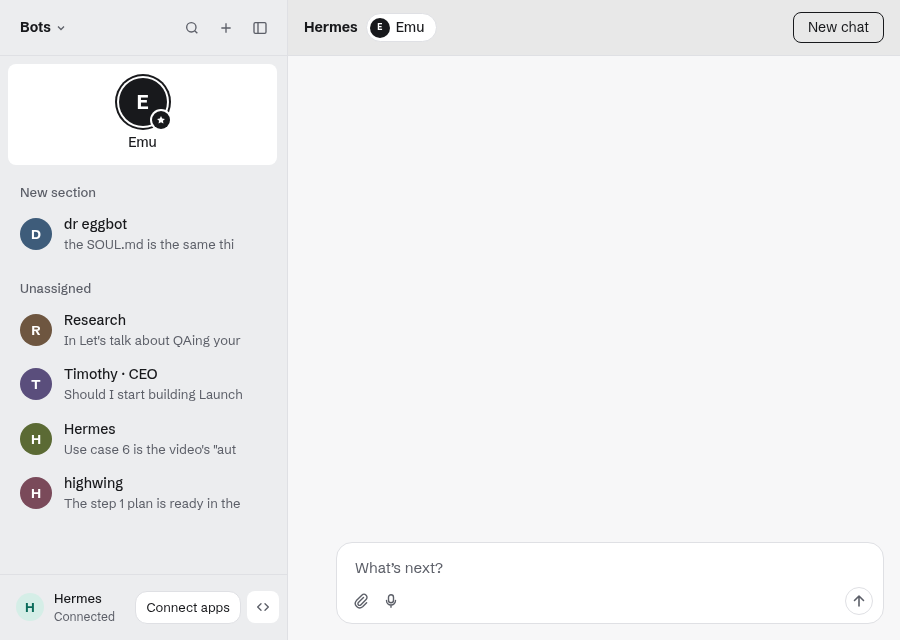 Bots
E
Emu
New section
D
dr eggbot
the SOUL.md is the same thi
Unassigned
R
Research
In Let's talk about QAing your
T
Timothy · CEO
Should I start building Launch
H
Hermes
Use case 6 is the video's "aut
H
highwing
The step 1 plan is ready in the
H
Hermes
Connected
Connect apps
Hermes
E
Emu
New chat
What's next?